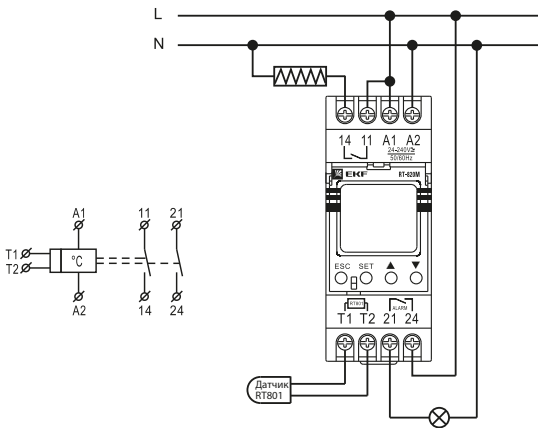 L
N
14 11 A1 A2
24-240V≂
50/60Hz
EKF RT-820M
ESC SET ▲ ▼
RT801
ALARM
T1 T2 21 24
Датчик
RT801
A1 11 21
T1
T2
°C
A2 14 24